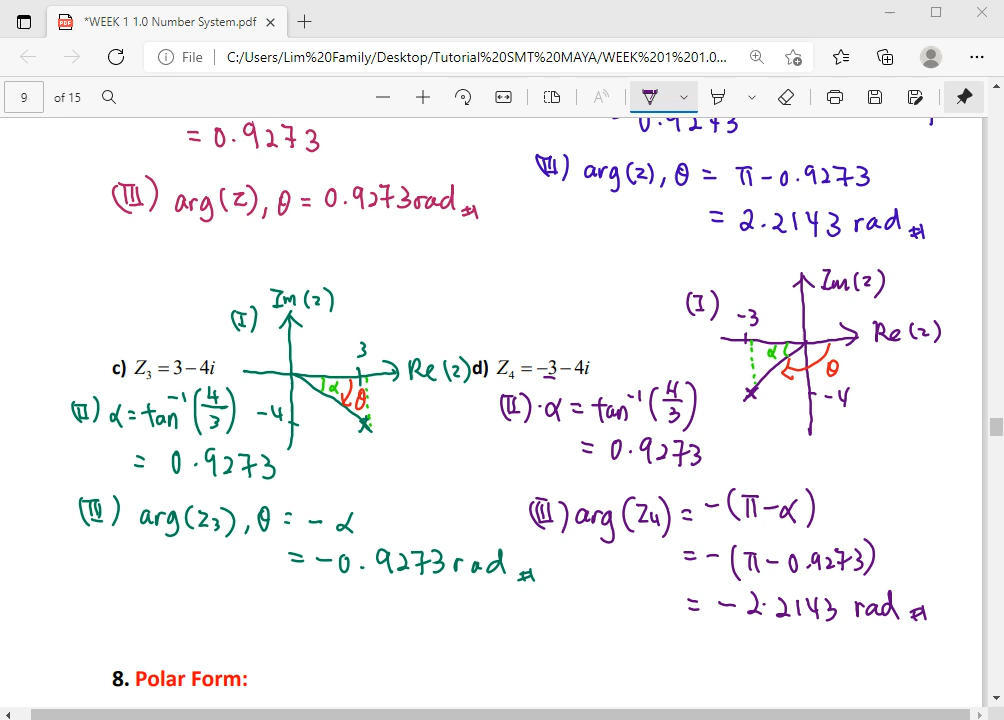 *WEEK 1 1.0 Number System.pdf
File C:/Users/Lim%20Family/Desktop/Tutorial%20SMT%20MAYA/WEEK%201%201.0...
9 of 15
= 0.9273
(III) arg(z), θ = 0.9273 rad #
(III) arg(z), θ = π - 0.9273
= 2.2143 rad #
(I) Im(z)
3
Re(z)
c) Z₃ = 3 – 4i
α θ
-4
(II) α = tan⁻¹(4/3)
= 0.9273
(III) arg(z₃), θ = - α
= -0.9273 rad #
(I) -3 Im(z)
Re(z)
d) Z₄ = –3 – 4i
α θ
-4
(II) α = tan⁻¹(4/3)
= 0.9273
(III) arg(z₄) = -(π-α)
= -(π - 0.9273)
= -2.2143 rad #
8. Polar Form: